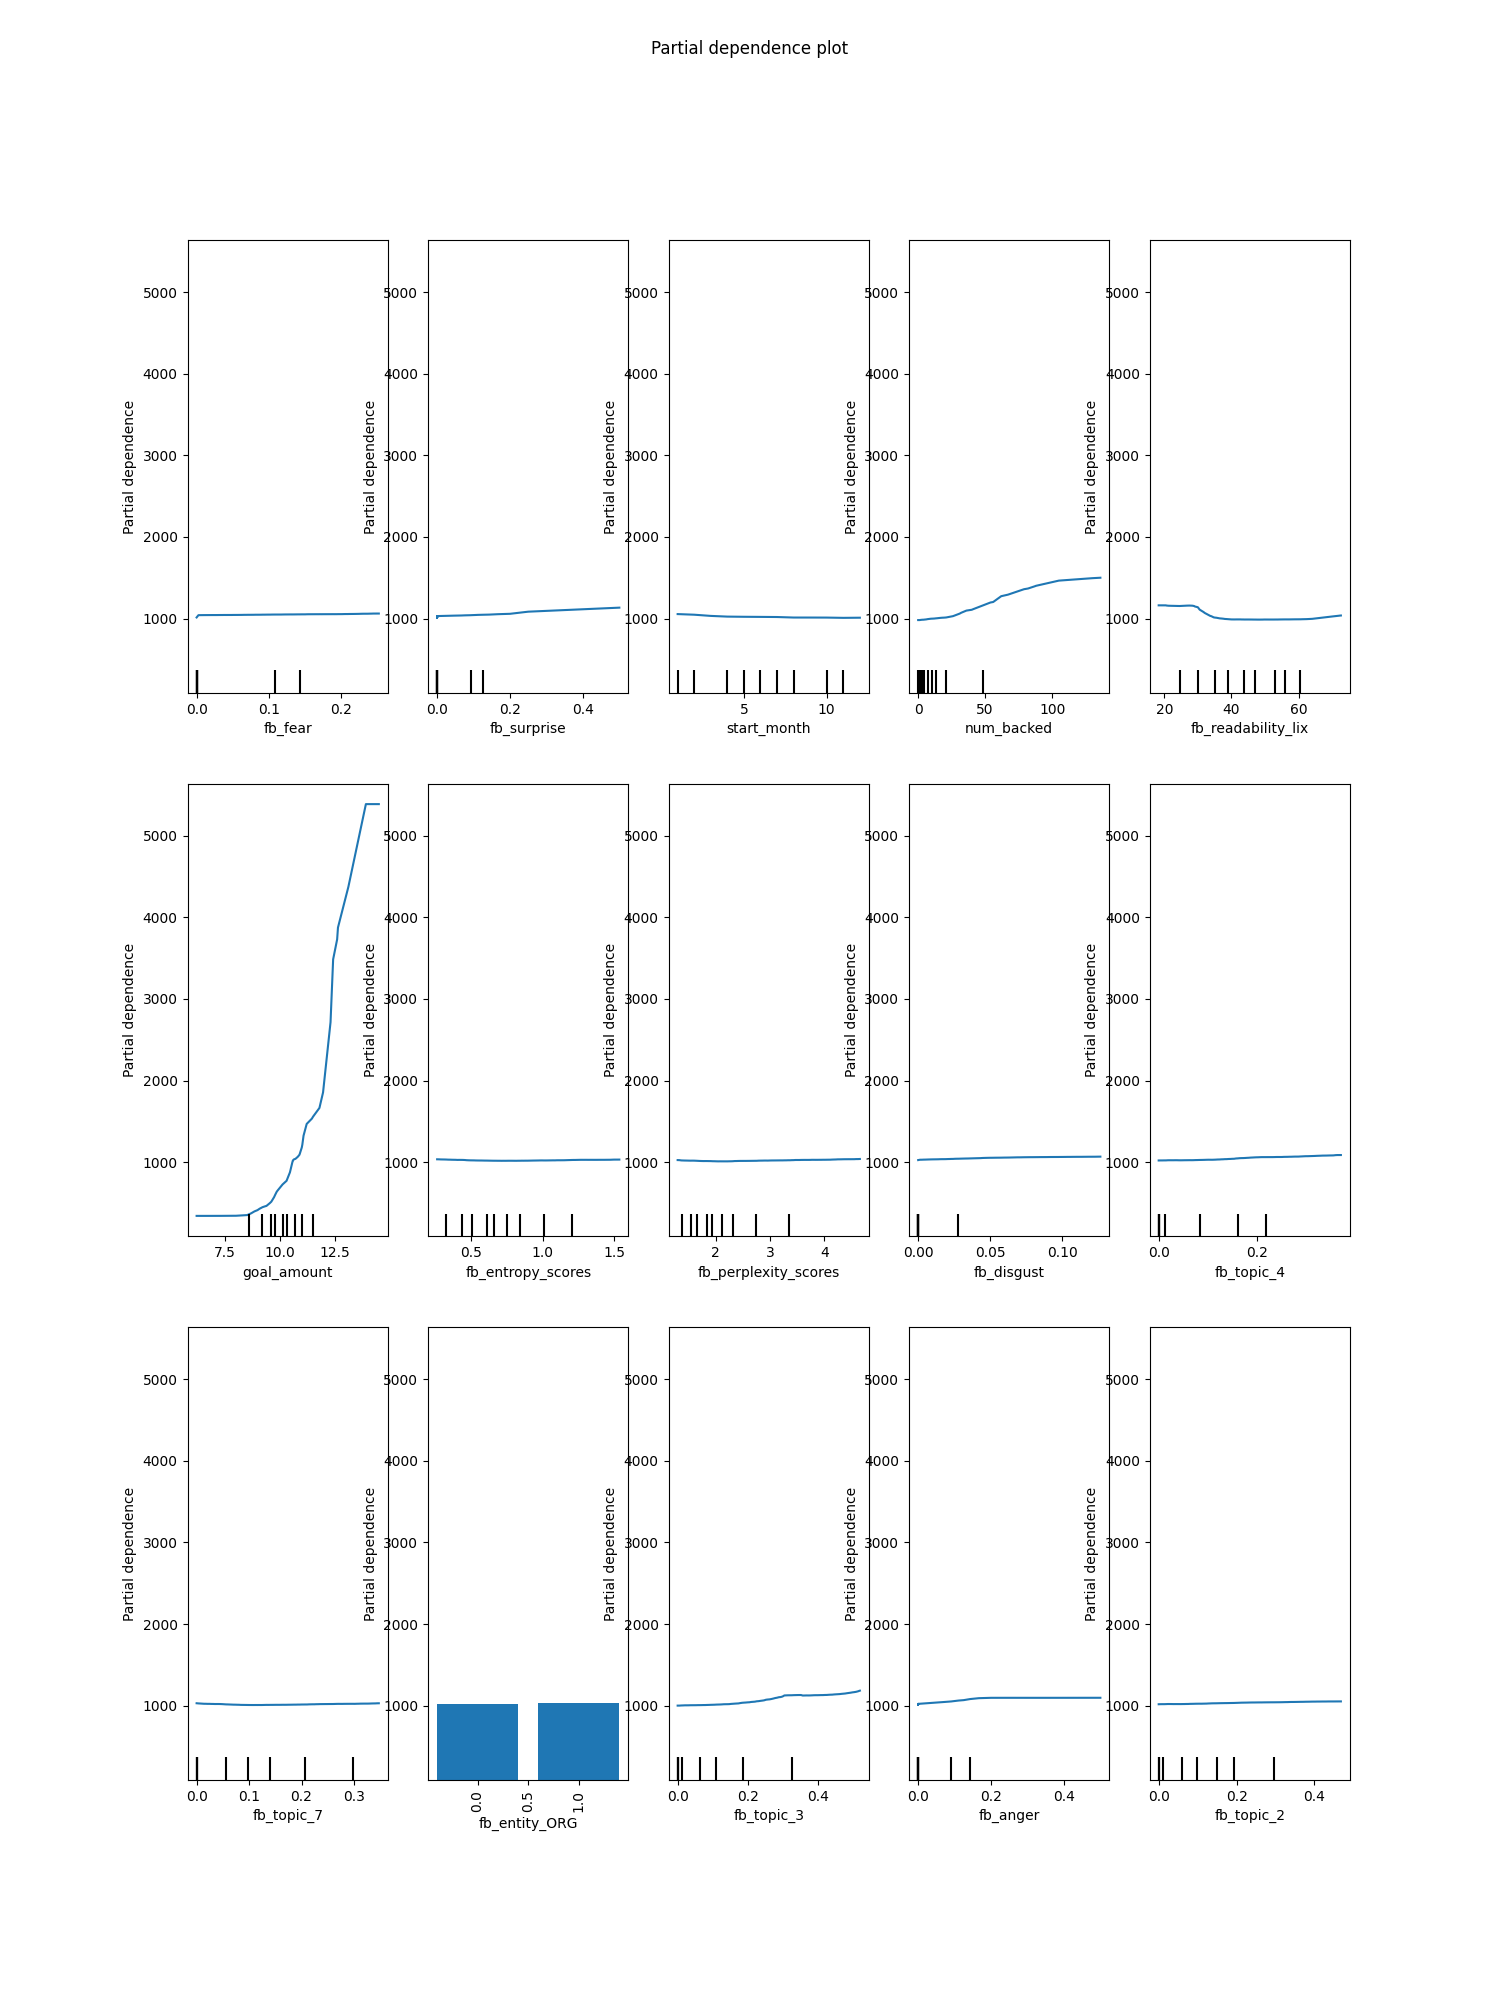 Partial dependence plot
5000 5000 5000 5000 5000
4000 4000 4000 4000 4000
Partial dependence Partial dependence Partial dependence Partial dependence Partial dependence
3000 3000 3000 3000 3000
2000 2000 2000 2000 2000
1000 1000 1000 1000 1000
0.0 0.1 0.2 0.0 0.2 0.4 5 10 0 50 100 20 40 60
fb_fear fb_surprise start_month num_backed fb_readability_lix
5000 5000 5000 5000 5000
4000 4000 4000 4000 4000
Partial dependence Partial dependence Partial dependence Partial dependence Partial dependence
3000 3000 3000 3000 3000
2000 2000 2000 2000 2000
1000 1000 1000 1000 1000
7.5 10.0 12.5 0.5 1.0 1.5 2 3 4 0.00 0.05 0.10 0.0 0.2
goal_amount fb_entropy_scores fb_perplexity_scores fb_disgust fb_topic_4
5000 5000 5000 5000 5000
4000 4000 4000 4000 4000
Partial dependence Partial dependence Partial dependence Partial dependence Partial dependence
3000 3000 3000 3000 3000
2000 2000 2000 2000 2000
1000 1000 1000 1000 1000
0.0 0.1 0.2 0.3 0.0 0.5 1.0 0.0 0.2 0.4 0.0 0.2 0.4 0.0 0.2 0.4
fb_topic_7 fb_entity_ORG fb_topic_3 fb_anger fb_topic_2